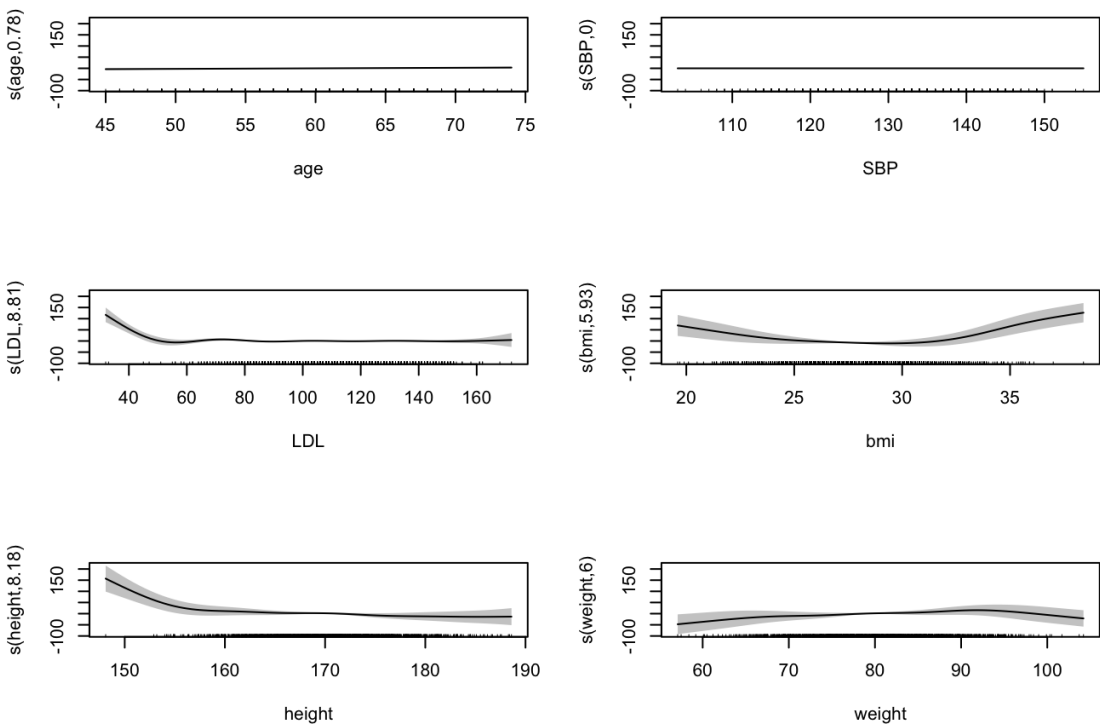 s(age,0.78)
-100 150
45 50 55 60 65 70 75
age
s(SBP,0)
-100 150
110 120 130 140 150
SBP
s(LDL,8.81)
-100 150
40 60 80 100 120 140 160
LDL
s(bmi,5.93)
-100 150
20 25 30 35
bmi
s(height,8.18)
-100 150
150 160 170 180 190
height
s(weight,6)
-100 150
60 70 80 90 100
weight